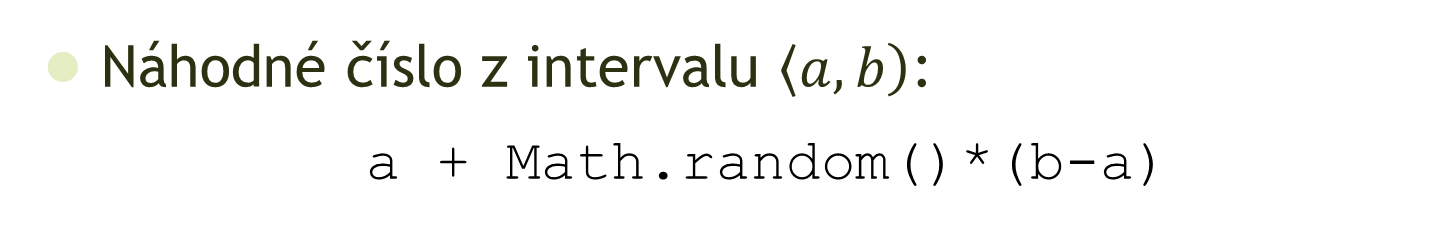 Náhodné číslo z intervalu ⟨a, b):
a + Math.random()*(b-a)